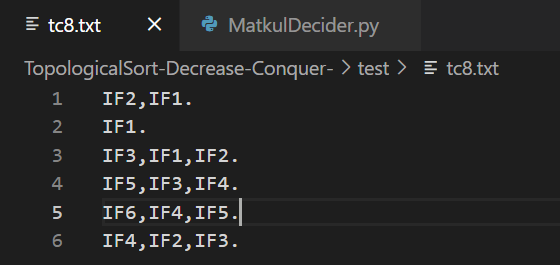 tc8.txt × MatkulDecider.py
TopologicalSort-Decrease-Conquer- > test > tc8.txt
1 IF2,IF1.
2 IF1.
3 IF3,IF1,IF2.
4 IF5,IF3,IF4.
5 IF6,IF4,IF5.
6 IF4,IF2,IF3.